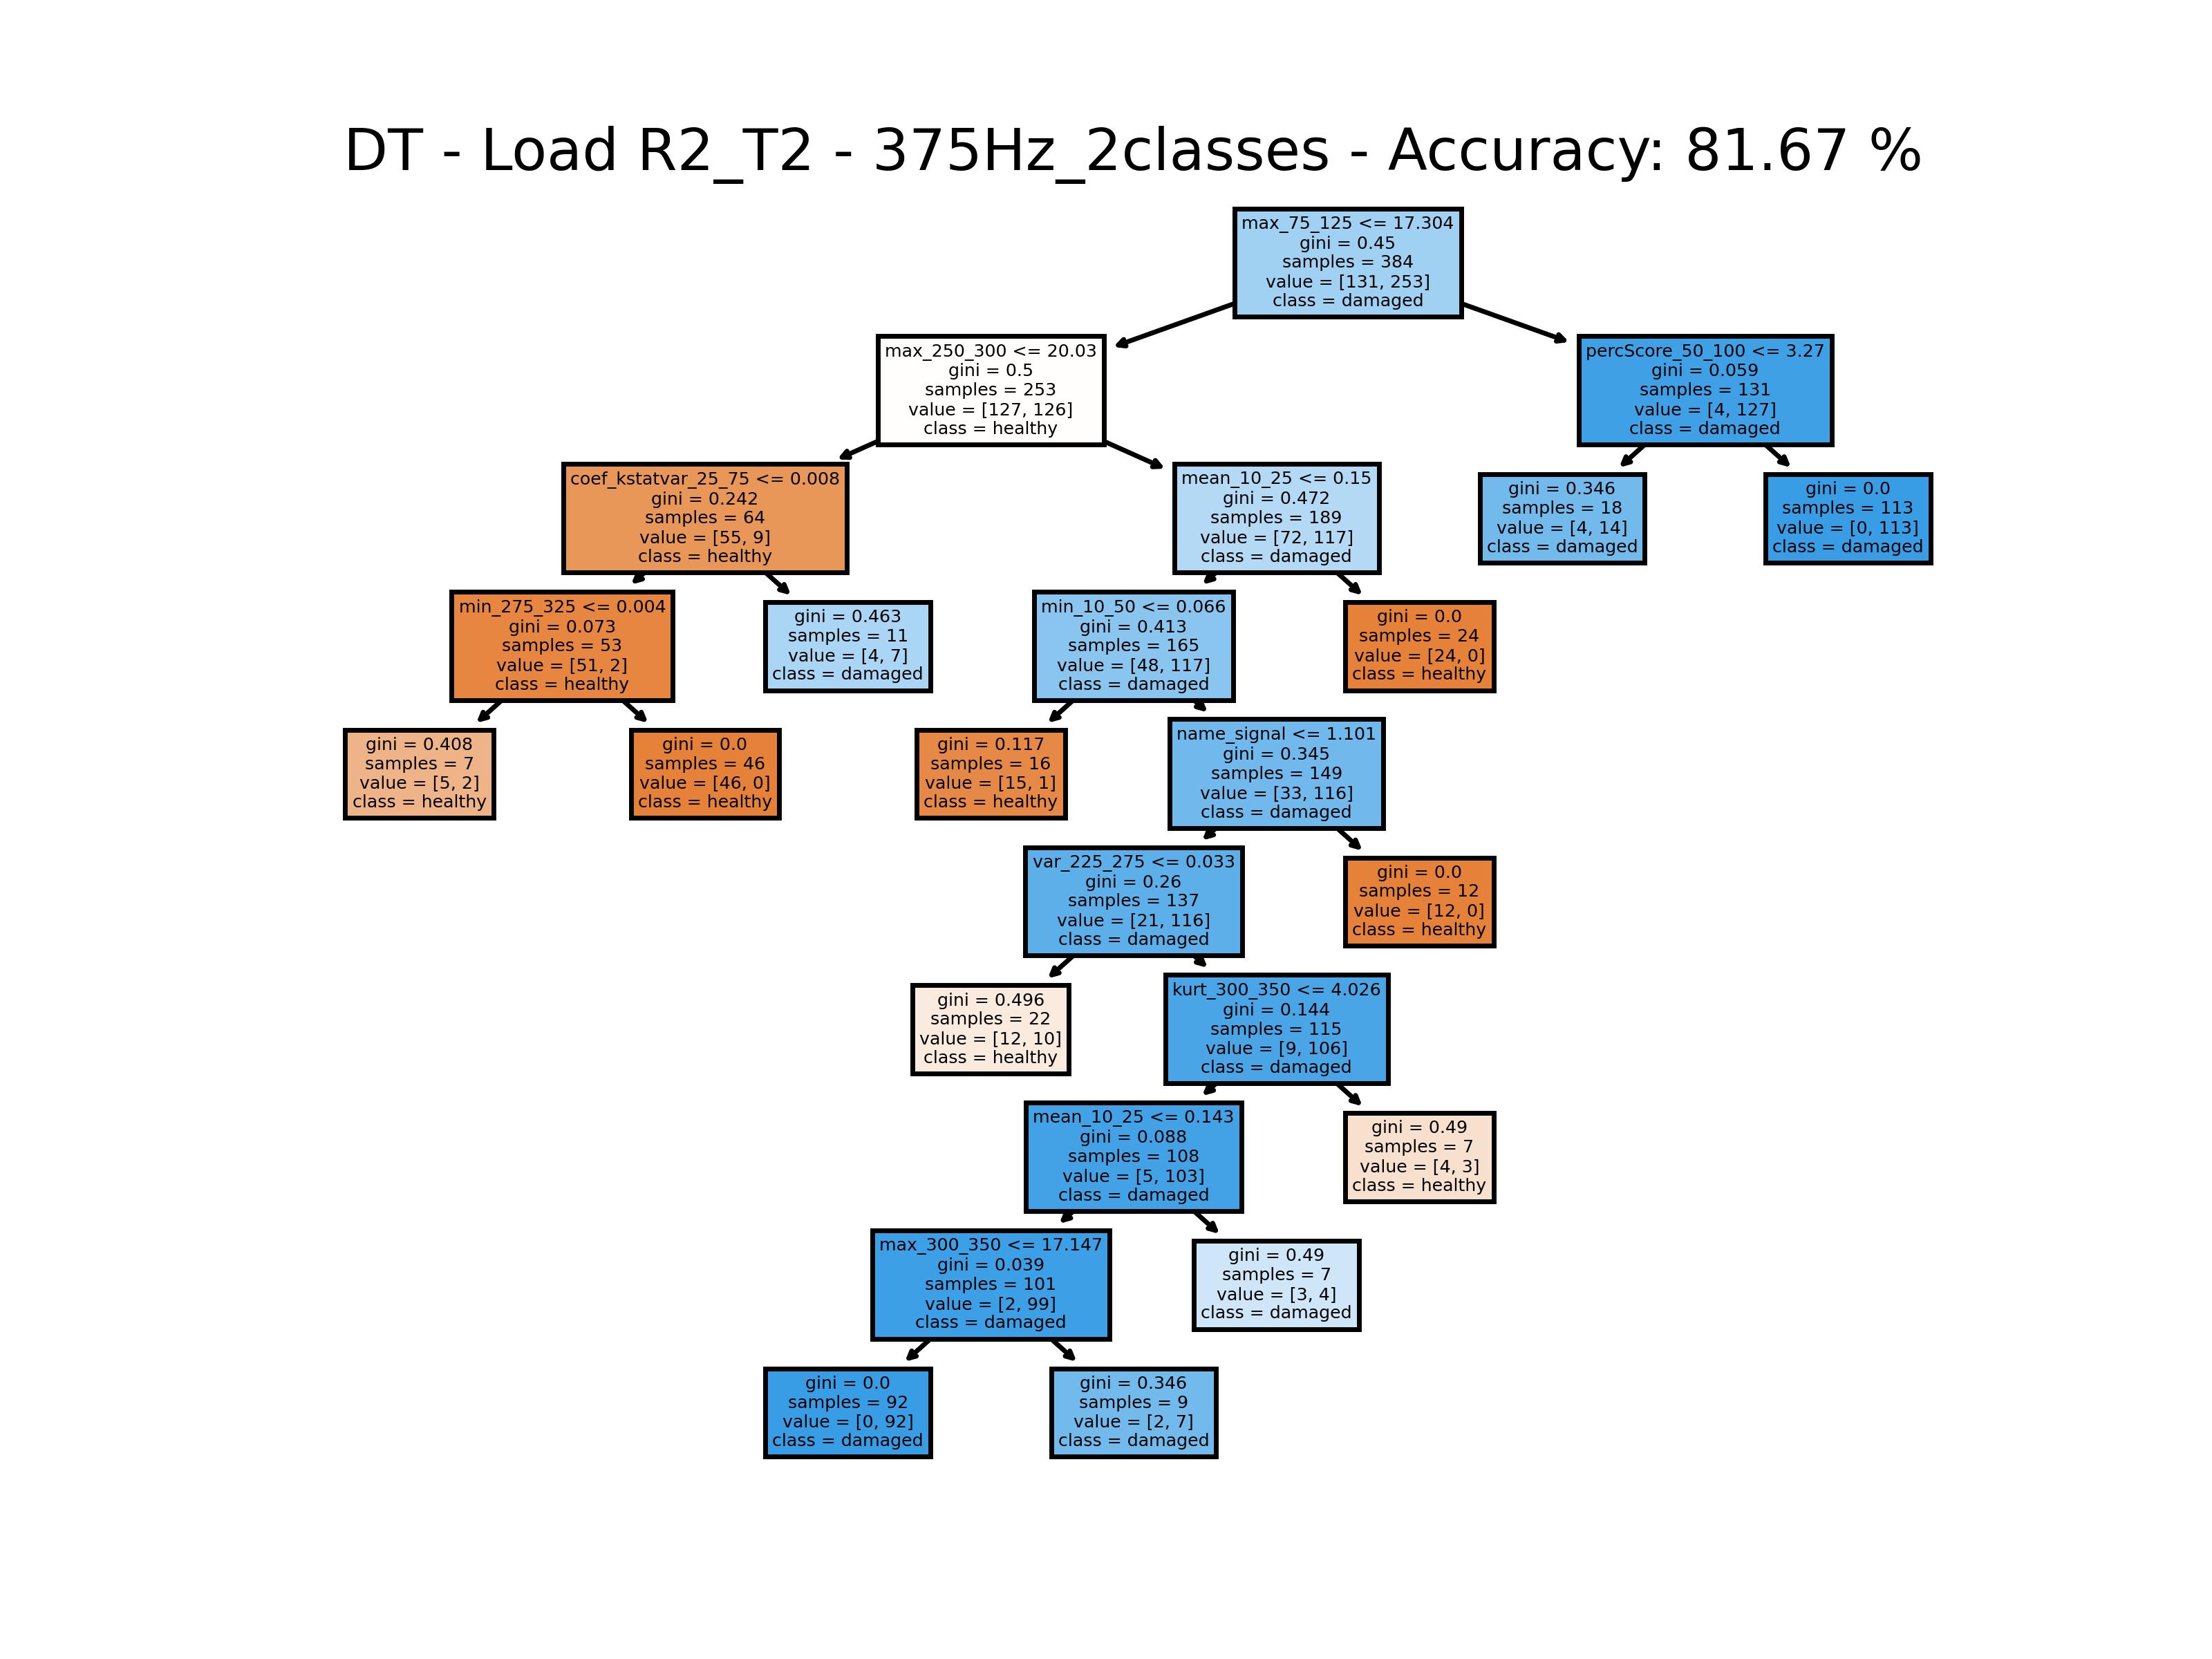 DT - Load R2_T2 - 375Hz_2classes - Accuracy: 81.67 %
max_75_125 <= 17.304
gini = 0.45
samples = 384
value = [131, 253]
class = damaged
max_250_300 <= 20.03
gini = 0.5
samples = 253
value = [127, 126]
class = healthy
percScore_50_100 <= 3.27
gini = 0.059
samples = 131
value = [4, 127]
class = damaged
coef_kstatvar_25_75 <= 0.008
gini = 0.242
samples = 64
value = [55, 9]
class = healthy
mean_10_25 <= 0.15
gini = 0.472
samples = 189
value = [72, 117]
class = damaged
gini = 0.346
samples = 18
value = [4, 14]
class = damaged
gini = 0.0
samples = 113
value = [0, 113]
class = damaged
min_275_325 <= 0.004
gini = 0.073
samples = 53
value = [51, 2]
class = healthy
gini = 0.463
samples = 11
value = [4, 7]
class = damaged
min_10_50 <= 0.066
gini = 0.413
samples = 165
value = [48, 117]
class = damaged
gini = 0.0
samples = 24
value = [24, 0]
class = healthy
gini = 0.408
samples = 7
value = [5, 2]
class = healthy
gini = 0.0
samples = 46
value = [46, 0]
class = healthy
gini = 0.117
samples = 16
value = [15, 1]
class = healthy
name_signal <= 1.101
gini = 0.345
samples = 149
value = [33, 116]
class = damaged
var_225_275 <= 0.033
gini = 0.26
samples = 137
value = [21, 116]
class = damaged
gini = 0.0
samples = 12
value = [12, 0]
class = healthy
gini = 0.496
samples = 22
value = [12, 10]
class = healthy
kurt_300_350 <= 4.026
gini = 0.144
samples = 115
value = [9, 106]
class = damaged
mean_10_25 <= 0.143
gini = 0.088
samples = 108
value = [5, 103]
class = damaged
gini = 0.49
samples = 7
value = [4, 3]
class = healthy
max_300_350 <= 17.147
gini = 0.039
samples = 101
value = [2, 99]
class = damaged
gini = 0.49
samples = 7
value = [3, 4]
class = damaged
gini = 0.0
samples = 92
value = [0, 92]
class = damaged
gini = 0.346
samples = 9
value = [2, 7]
class = damaged